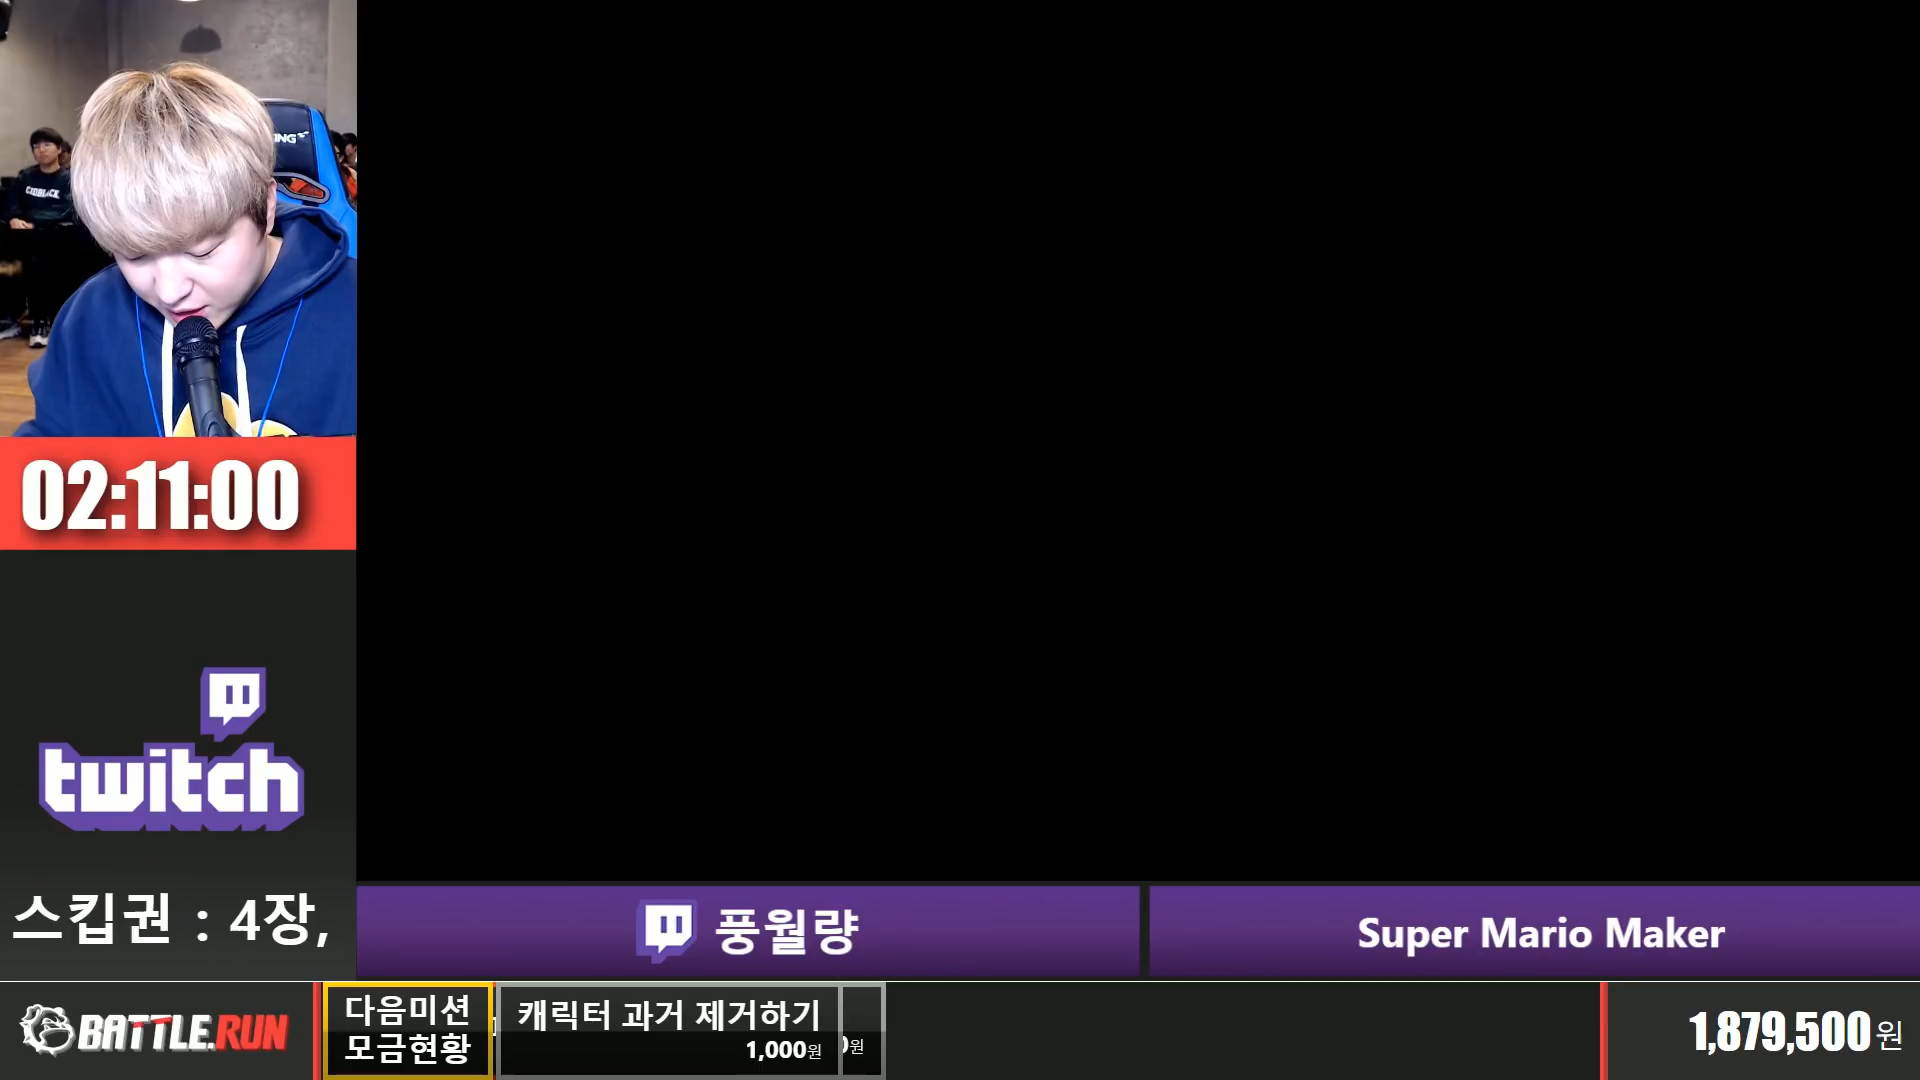 02:11:00
twitch
스킵권 : 4장,
풍월량
Super Mario Maker
BATTLE.RUN
다음미션
모금현황
캐릭터 과거 제거하기
1,000원
원
1,879,500원